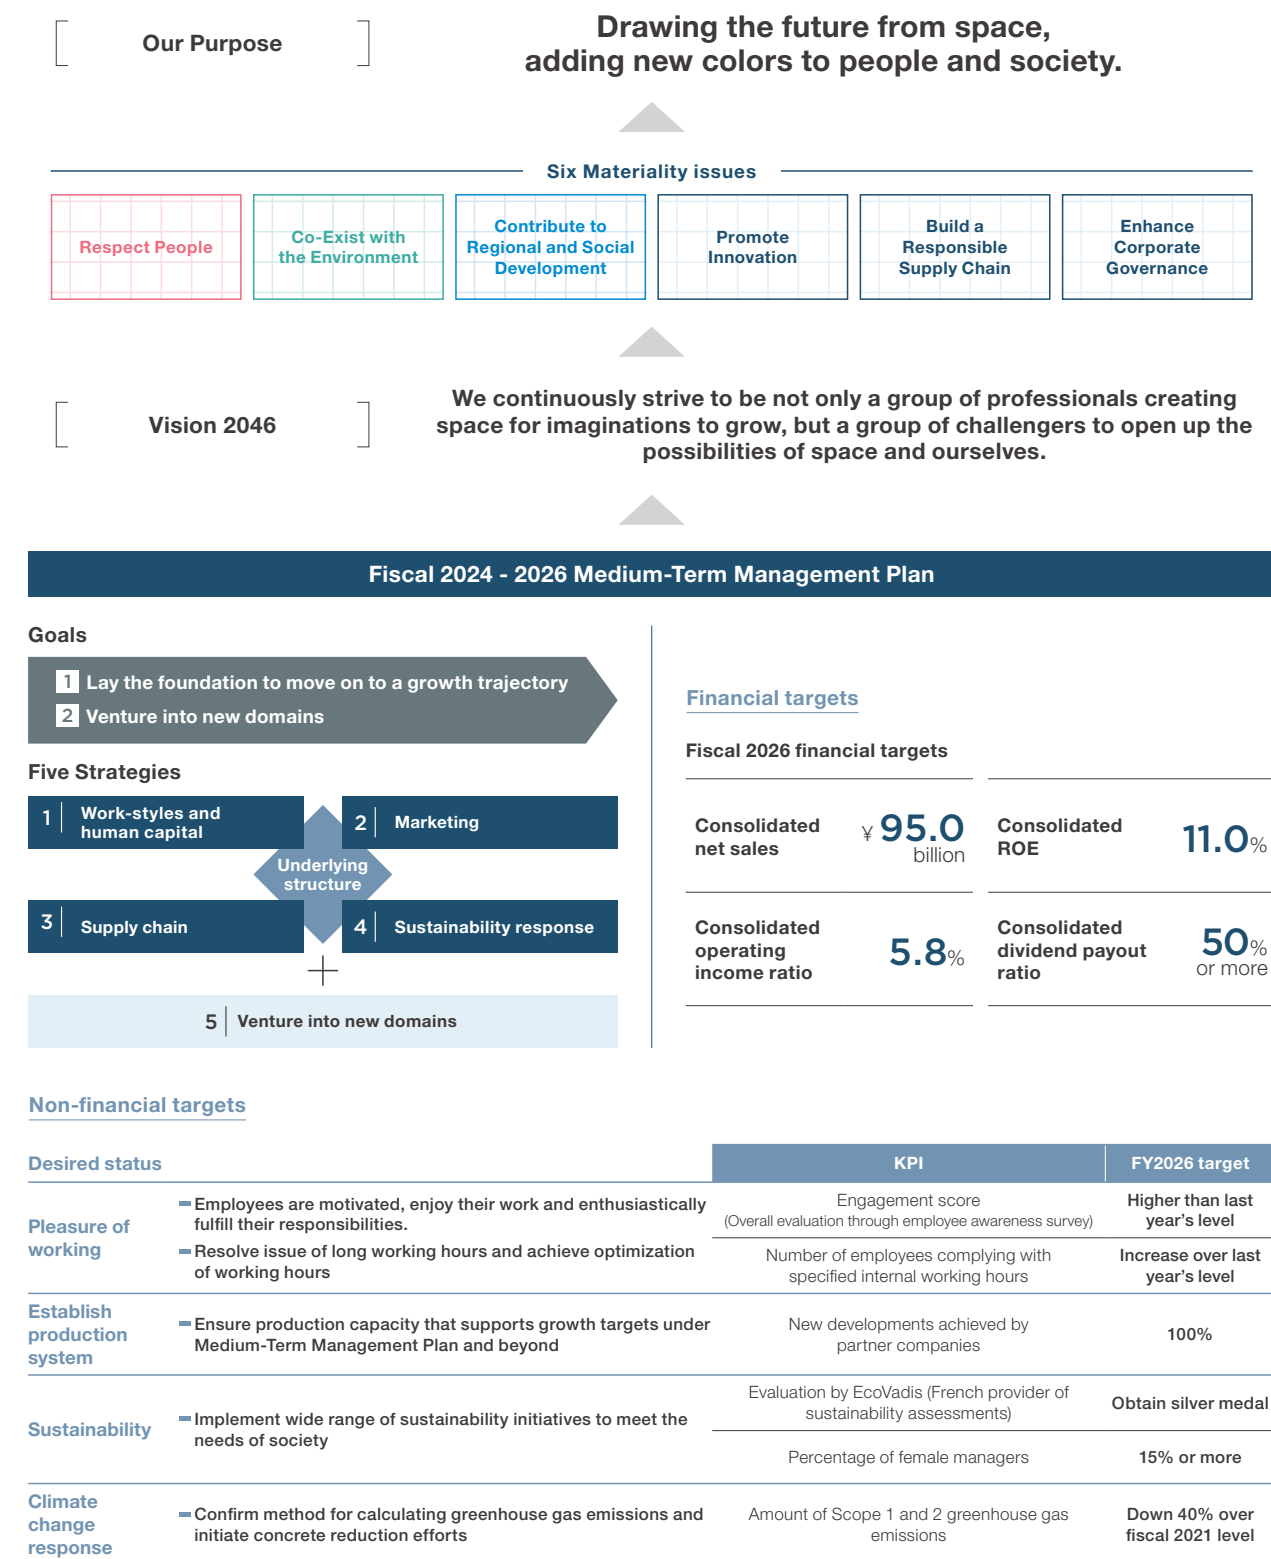 Our Purpose
Drawing the future from space,
adding new colors to people and society.
Six Materiality issues
Respect People
Co-Exist with
the Environment
Contribute to
Regional and Social
Development
Promote
Innovation
Build a
Responsible
Supply Chain
Enhance
Corporate
Governance
Vision 2046
We continuously strive to be not only a group of professionals creating
space for imaginations to grow, but a group of challengers to open up the
possibilities of space and ourselves.
Fiscal 2024 - 2026 Medium-Term Management Plan
Goals
1 Lay the foundation to move on to a growth trajectory
2 Venture into new domains
Five Strategies
1 Work-styles and
human capital
2 Marketing
Underlying
structure
3 Supply chain
4 Sustainability response
5 Venture into new domains
Financial targets
Fiscal 2026 financial targets
Consolidated
net sales
¥ 95.0
billion
Consolidated
ROE
11.0%
Consolidated
operating
income ratio
5.8%
Consolidated
dividend payout
ratio
50%
or more
Non-financial targets
Desired status
KPI
FY2026 target
Pleasure of
working
Employees are motivated, enjoy their work and enthusiastically
fulfill their responsibilities.
Resolve issue of long working hours and achieve optimization
of working hours
Engagement score
(Overall evaluation through employee awareness survey)
Higher than last
year's level
Number of employees complying with
specified internal working hours
Increase over last
year's level
Establish
production
system
Ensure production capacity that supports growth targets under
Medium-Term Management Plan and beyond
New developments achieved by
partner companies
100%
Sustainability
Implement wide range of sustainability initiatives to meet the
needs of society
Evaluation by EcoVadis (French provider of
sustainability assessments)
Obtain silver medal
Percentage of female managers
15% or more
Climate
change
response
Confirm method for calculating greenhouse gas emissions and
initiate concrete reduction efforts
Amount of Scope 1 and 2 greenhouse gas
emissions
Down 40% over
fiscal 2021 level